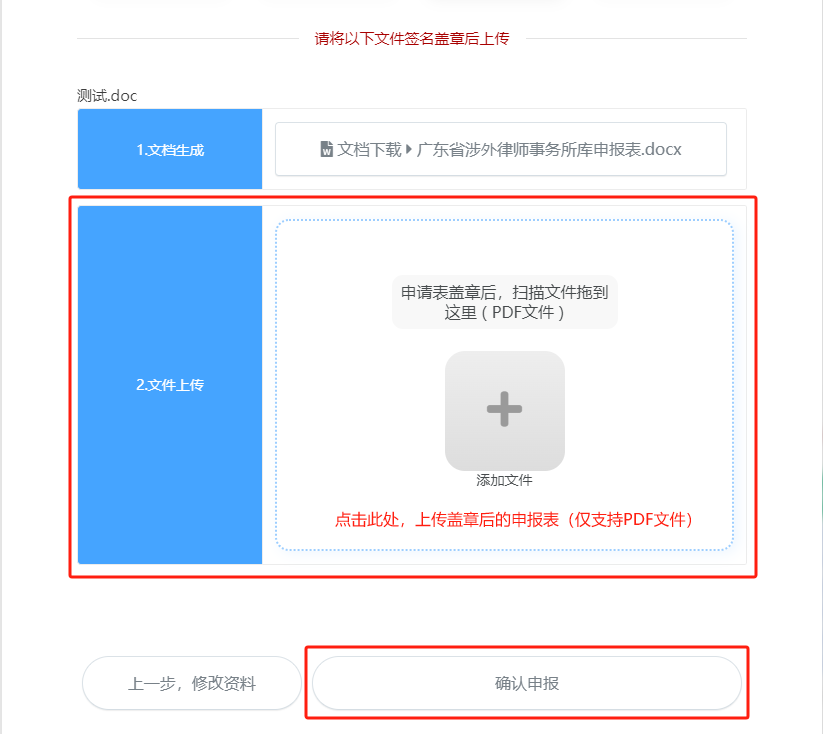 请将以下文件签名盖章后上传
测试.doc
1.文档生成
文档下载 广东省涉外律师事务所库申报表.docx
申请表盖章后，扫描文件拖到
这里 ( PDF文件 )
2.文件上传
添加文件
点击此处，上传盖章后的申报表（仅支持PDF文件）
上一步，修改资料
确认申报